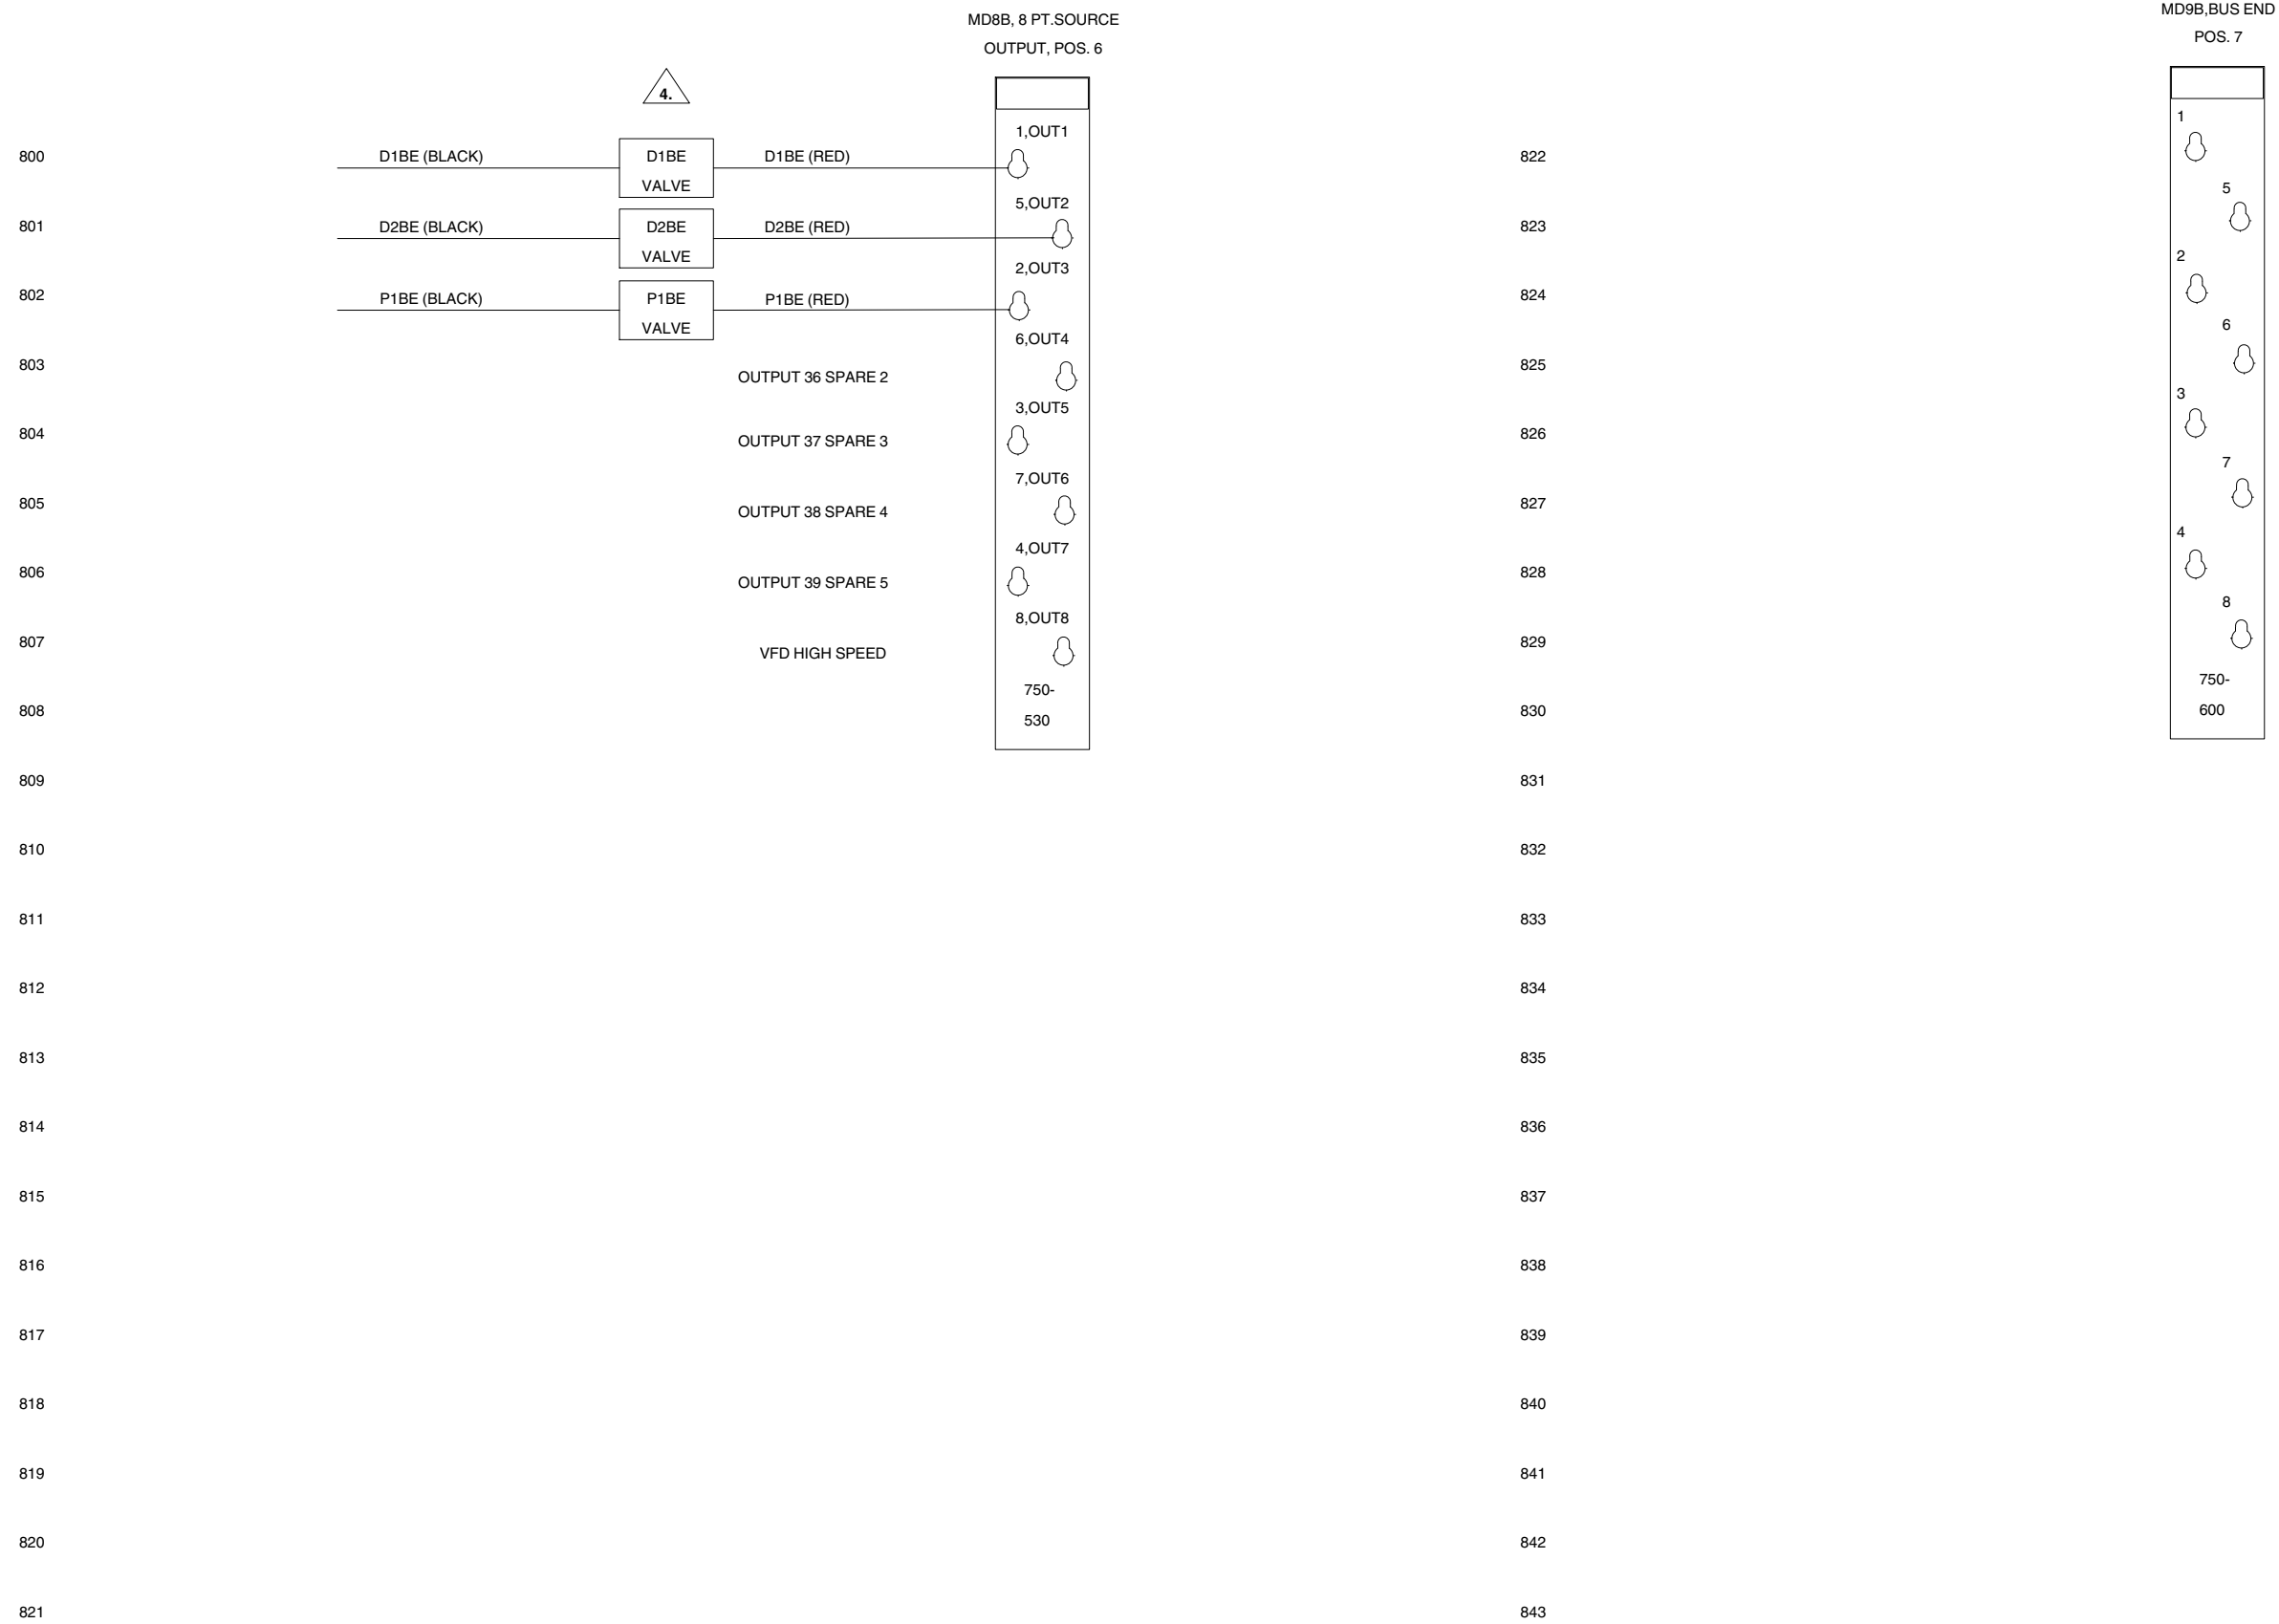 MD8B, 8 PT.SOURCE
OUTPUT, POS. 6
4.
1,OUT1
800
D1BE (BLACK)
D1BE
VALVE
D1BE (RED)
5,OUT2
801
D2BE (BLACK)
D2BE
VALVE
D2BE (RED)
2,OUT3
802
P1BE (BLACK)
P1BE
VALVE
P1BE (RED)
6,OUT4
803
OUTPUT 36 SPARE 2
3,OUT5
804
OUTPUT 37 SPARE 3
7,OUT6
805
OUTPUT 38 SPARE 4
4,OUT7
806
OUTPUT 39 SPARE 5
8,OUT8
807
VFD HIGH SPEED
750-
808
530
809
810
811
812
813
814
815
816
817
818
819
820
821
MD9B,BUS END
POS. 7
1
822
5
823
2
824
6
825
3
826
7
827
4
828
8
829
750-
830
600
831
832
833
834
835
836
837
838
839
840
841
842
843